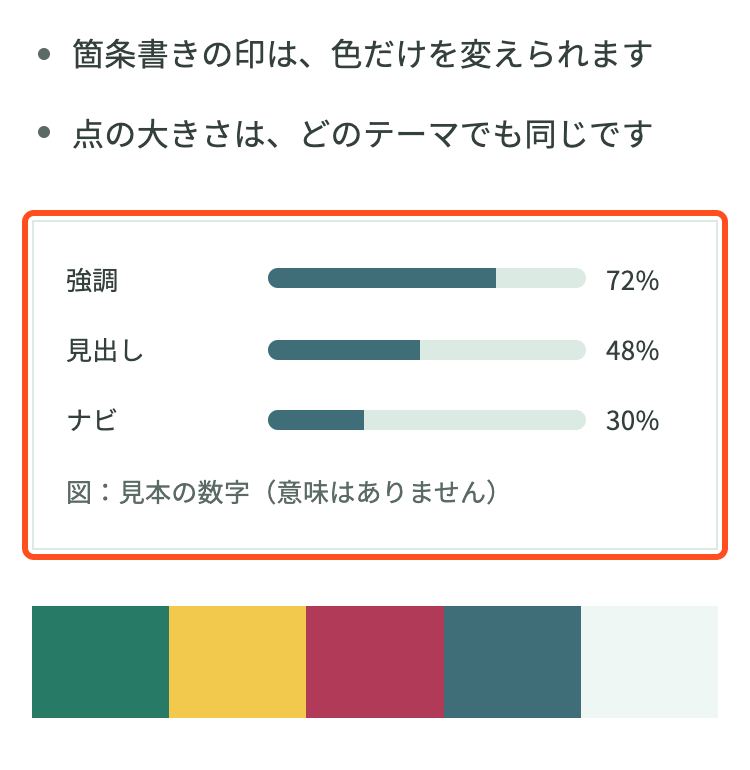 箇条書きの印は、色だけを変えられます
点の大きさは、どのテーマでも同じです
強調 72%
見出し 48%
ナビ 30%
図：見本の数字（意味はありません）